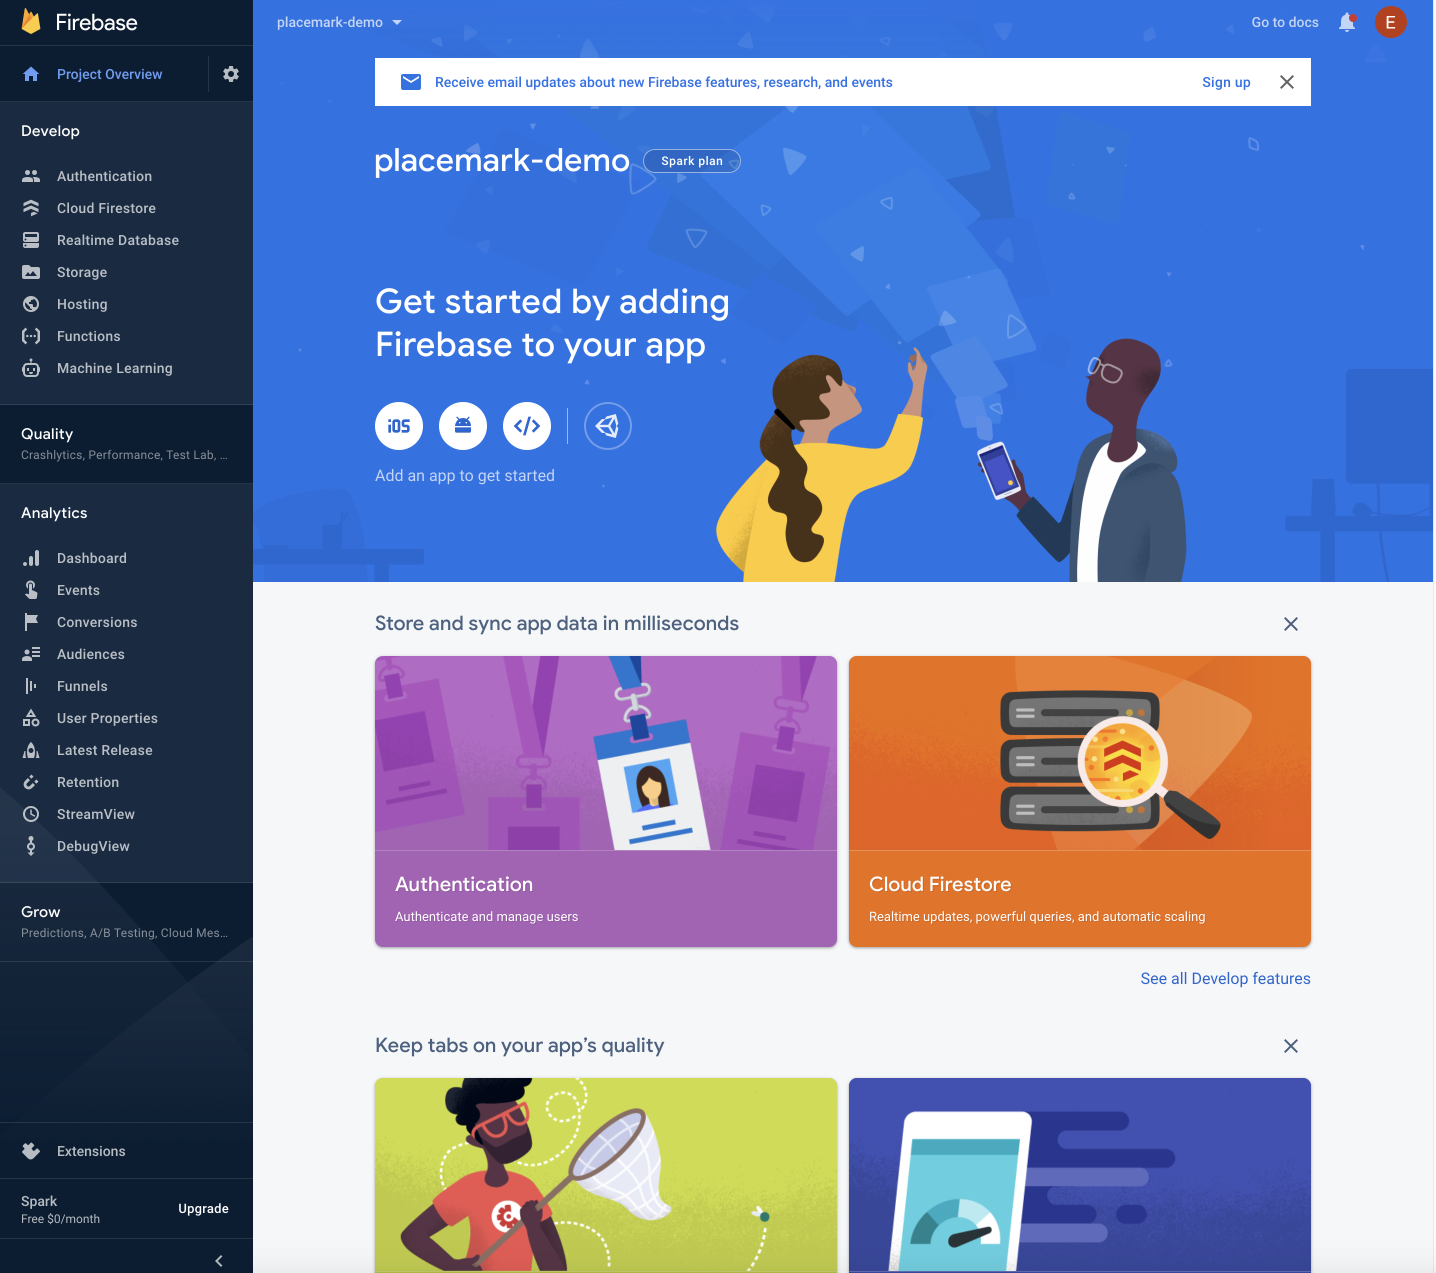 Firebase
Project Overview
Develop
Authentication
Cloud Firestore
Realtime Database
Storage
Hosting
Functions
Machine Learning
Quality
Crashlytics, Performance, Test Lab, ...
Analytics
Dashboard
Events
Conversions
Audiences
Funnels
User Properties
Latest Release
Retention
StreamView
DebugView
Grow
Predictions, A/B Testing, Cloud Mes...
Extensions
Spark
Free $0/month
Upgrade
placemark-demo
Go to docs
E
Receive email updates about new Firebase features, research, and events
Sign up
placemark-demo
Spark plan
Get started by adding
Firebase to your app
iOS
</>
Add an app to get started
Store and sync app data in milliseconds
Authentication
Authenticate and manage users
Cloud Firestore
Realtime updates, powerful queries, and automatic scaling
See all Develop features
Keep tabs on your app's quality